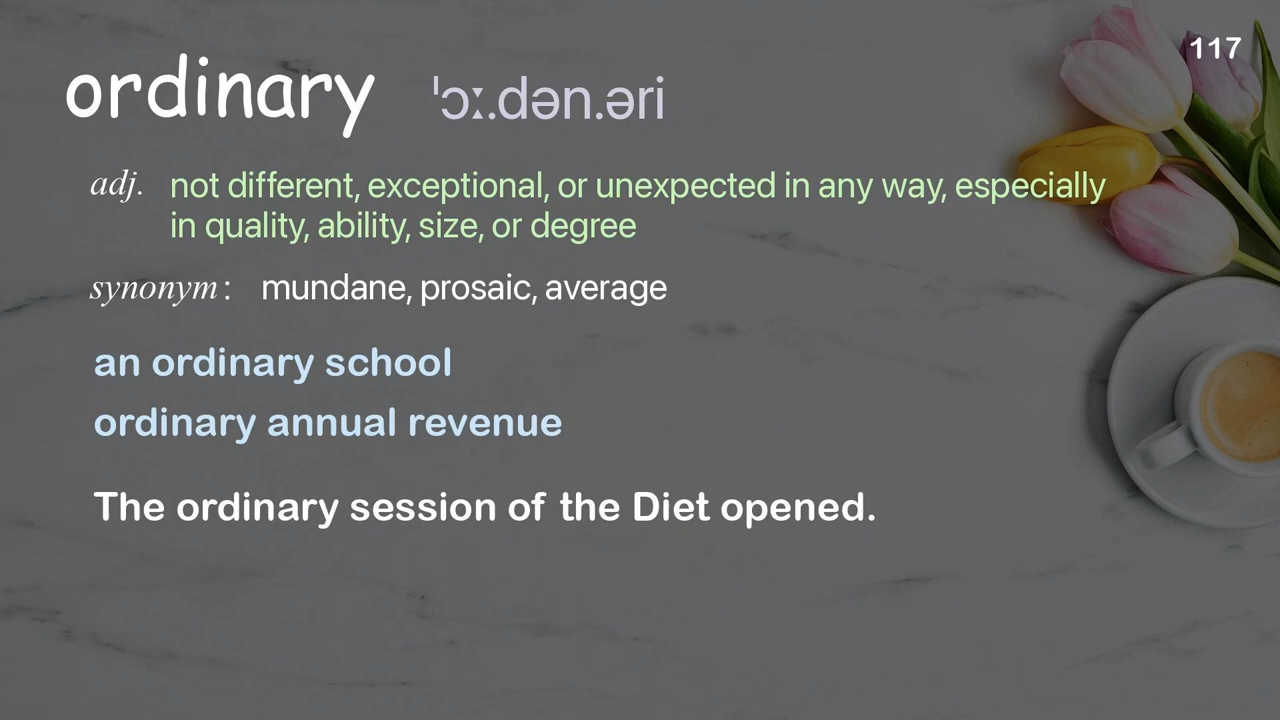 117
ordinary ˈɔː.dən.əri
adj. not different, exceptional, or unexpected in any way, especially
in quality, ability, size, or degree
synonym: mundane, prosaic, average
an ordinary school
ordinary annual revenue
The ordinary session of the Diet opened.